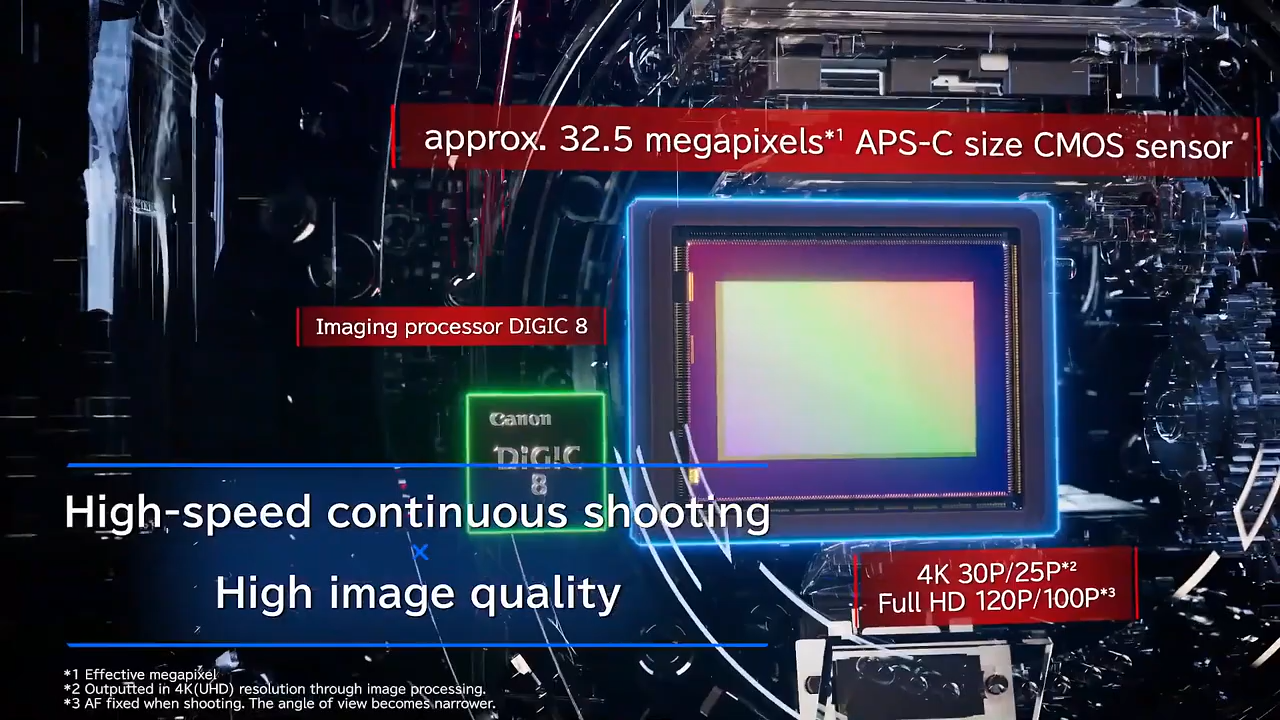 approx. 32.5 megapixels*1 APS-C size CMOS sensor
Imaging processor DIGIC 8
Canon
DiGIC
8
High-speed continuous shooting
×
High image quality
4K 30P/25P*2
Full HD 120P/100P*3
*1 Effective megapixel
*2 Outputted in 4K(UHD) resolution through image processing.
*3 AF fixed when shooting. The angle of view becomes narrower.